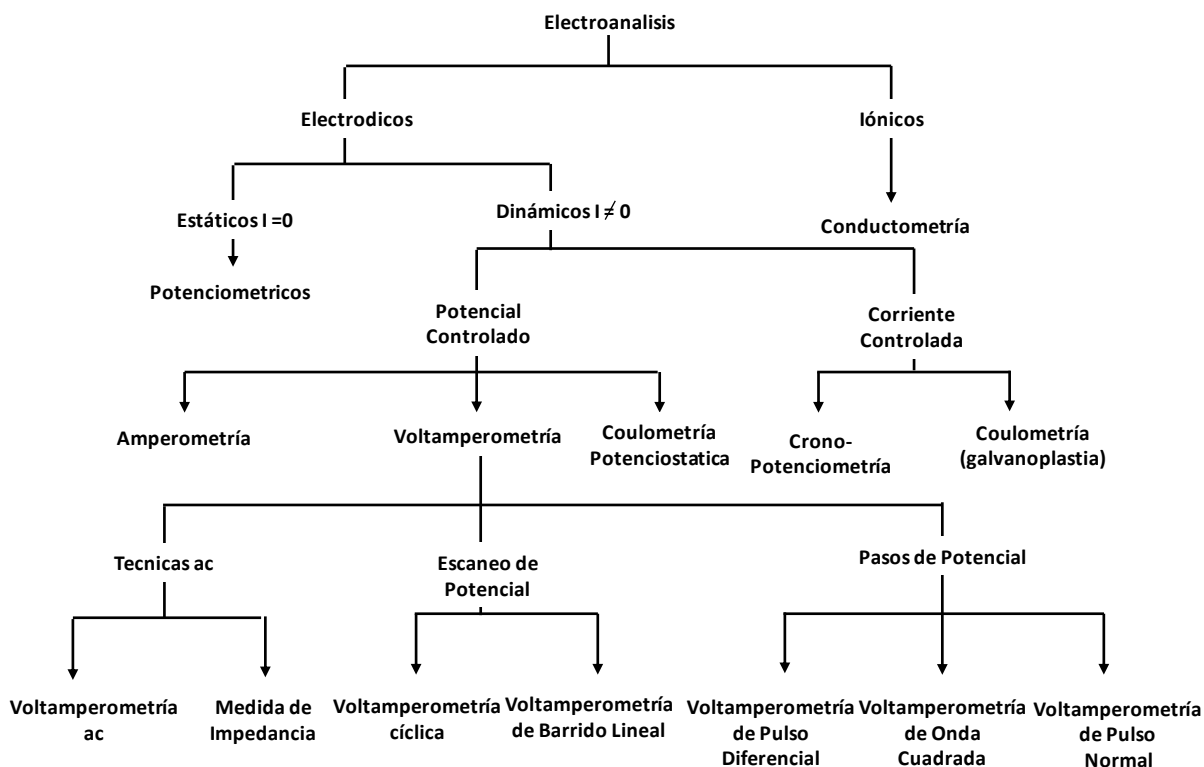 Electroanalisis
Electrodicos
Iónicos
Estáticos I =0
Dinámicos I ≠ 0
Conductometría
Potenciometricos
Potencial
Controlado
Corriente
Controlada
Amperometría
Voltamperometría
Coulometría
Potenciostatica
Crono-
Potenciometría
Coulometría
(galvanoplastia)
Tecnicas ac
Escaneo de
Potencial
Pasos de Potencial
Voltamperometría
ac
Medida de
Impedancia
Voltamperometría
cíclica
Voltamperometría
de Barrido Lineal
Voltamperometría
de Pulso
Diferencial
Voltamperometría
de Onda
Cuadrada
Voltamperometría
de Pulso
Normal